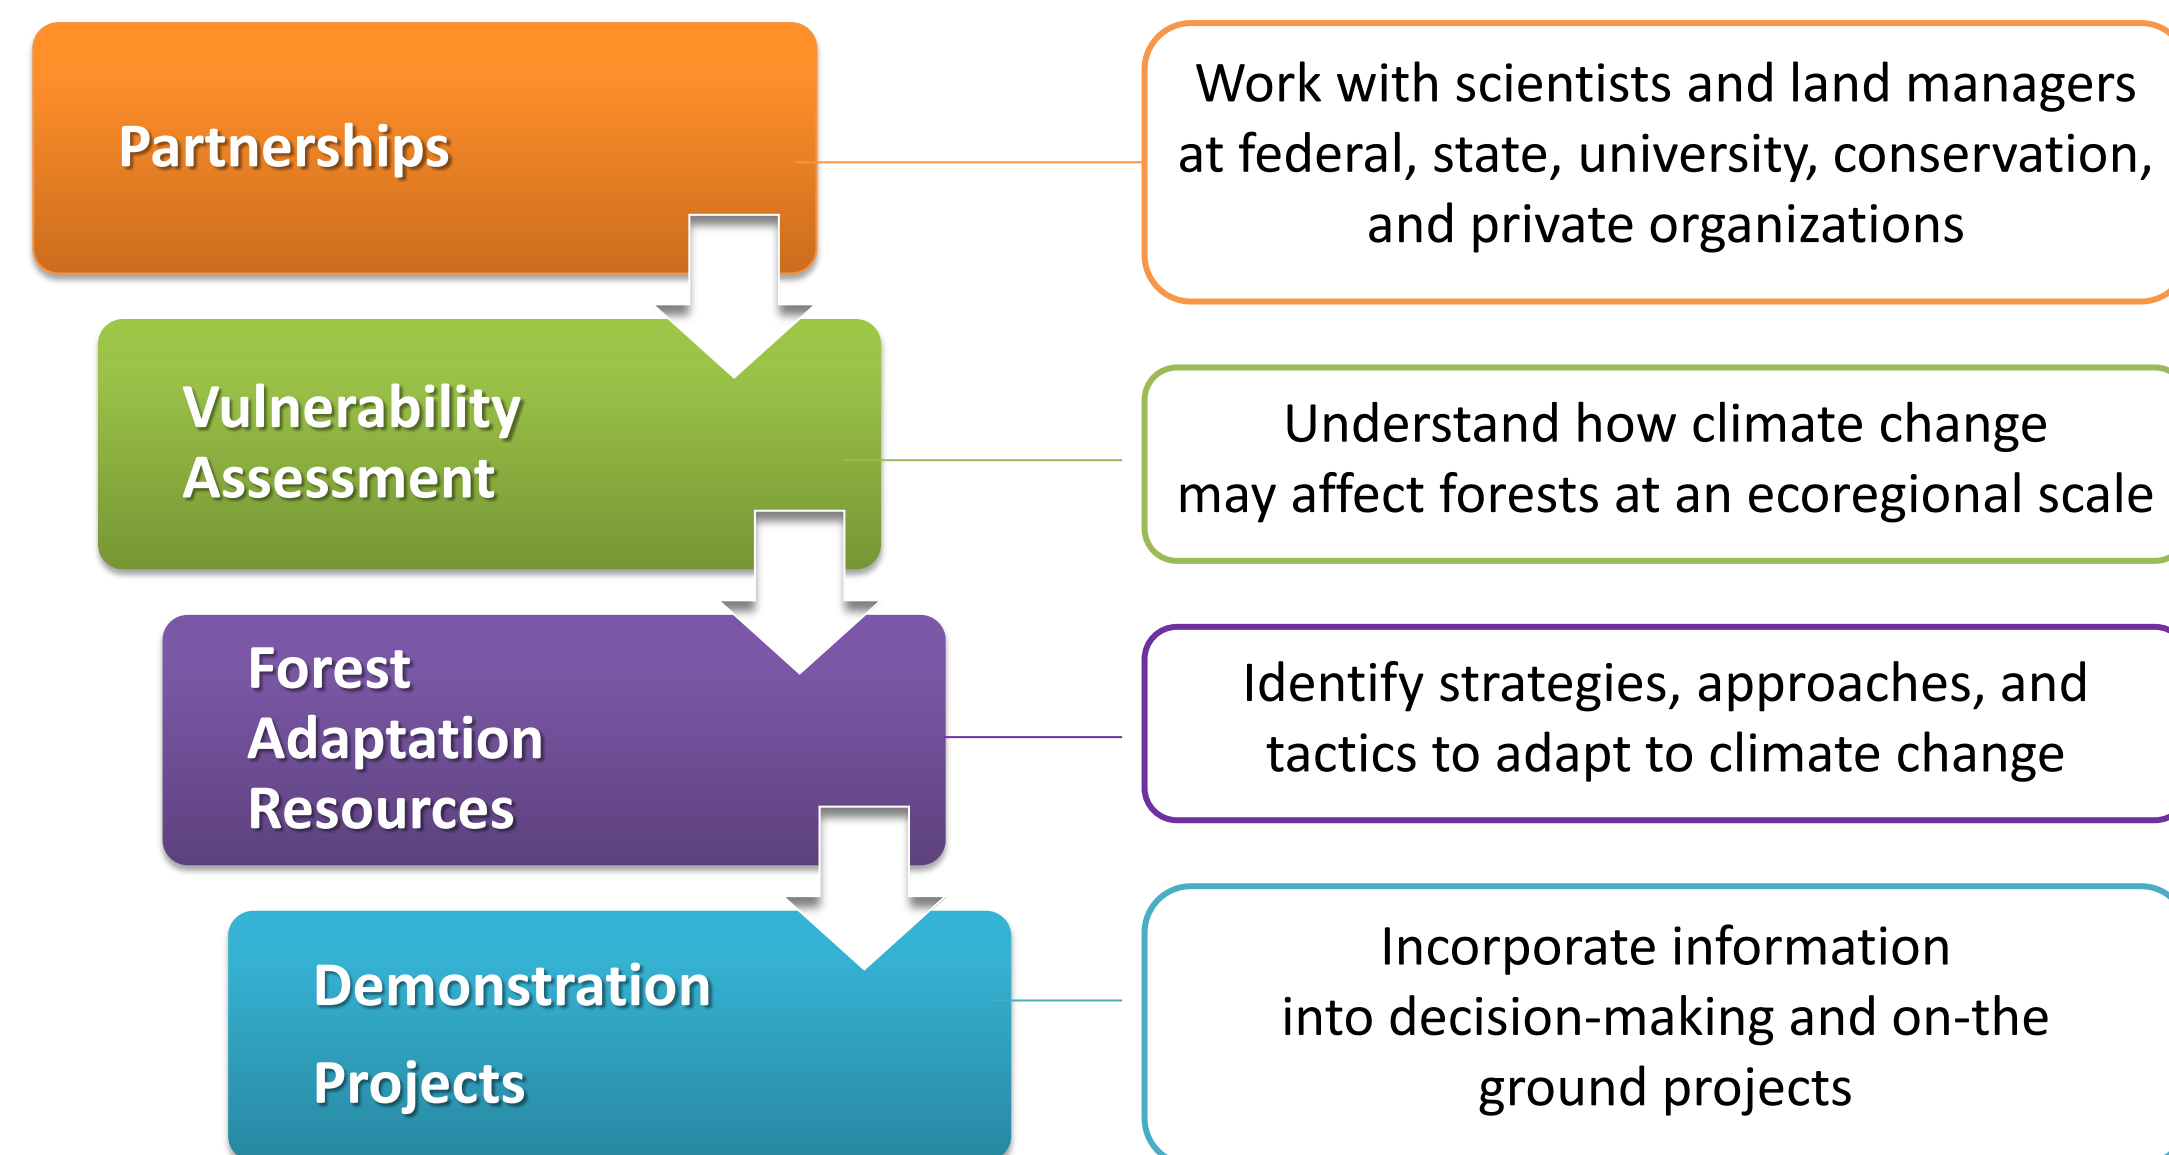 Partnerships
Work with scientists and land managers
at federal, state, university, conservation,
and private organizations
Vulnerability
Assessment
Understand how climate change
may affect forests at an ecoregional scale
Forest
Adaptation
Resources
Identify strategies, approaches, and
tactics to adapt to climate change
Demonstration
Projects
Incorporate information
into decision-making and on-the
ground projects